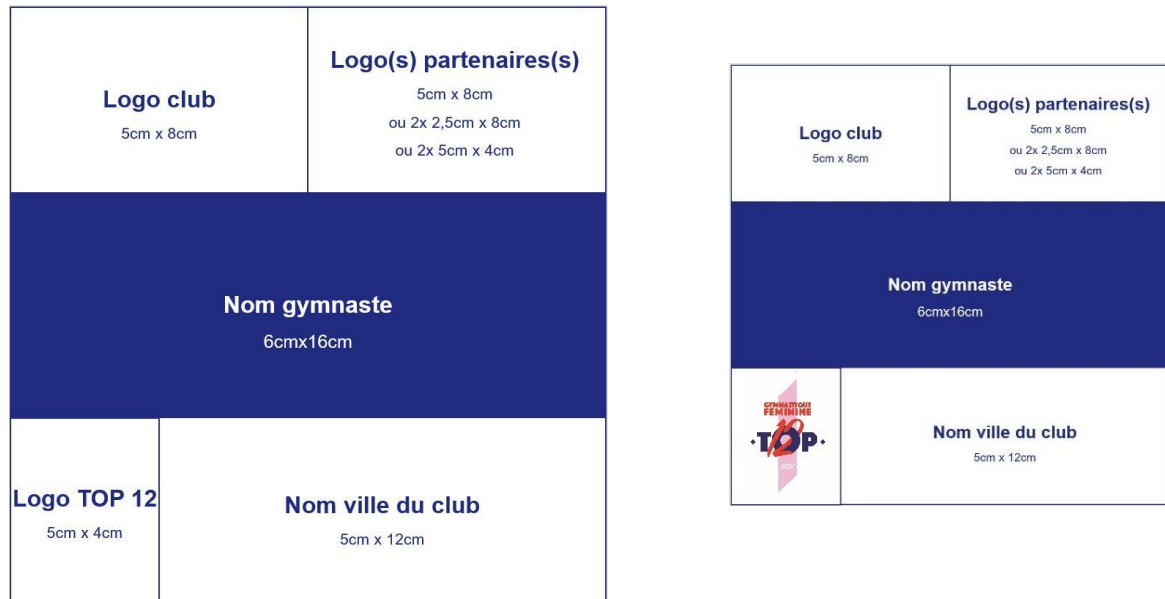 Logo club
5cm x 8cm
Logo(s) partenaires(s)
5cm x 8cm
ou 2x 2,5cm x 8cm
ou 2x 5cm x 4cm
Nom gymnaste
6cmx16cm
Logo TOP 12
5cm x 4cm
Nom ville du club
5cm x 12cm
Logo club
5cm x 8cm
Logo(s) partenaires(s)
5cm x 8cm
ou 2x 2,5cm x 8cm
ou 2x 5cm x 4cm
Nom gymnaste
6cmx16cm
GYMNASTIQUE
FÉMININE
TOP
12
Nom ville du club
5cm x 12cm